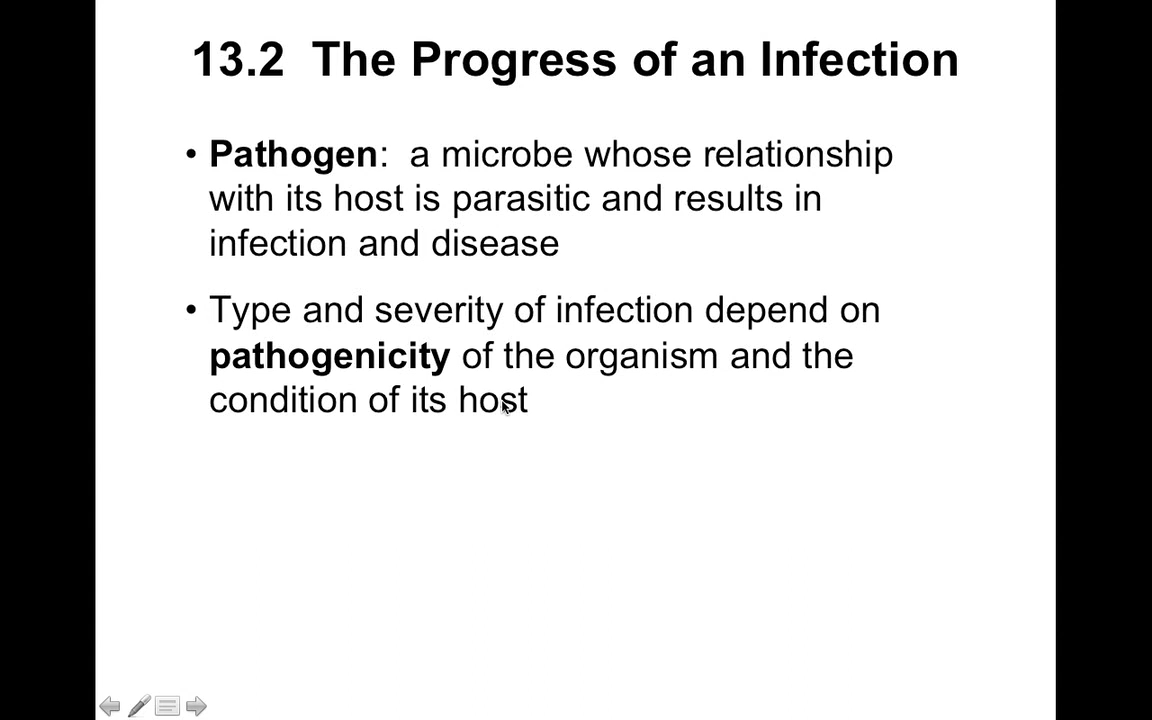 13.2 The Progress of an Infection
• Pathogen: a microbe whose relationship
with its host is parasitic and results in
infection and disease
• Type and severity of infection depend on
pathogenicity of the organism and the
condition of its host